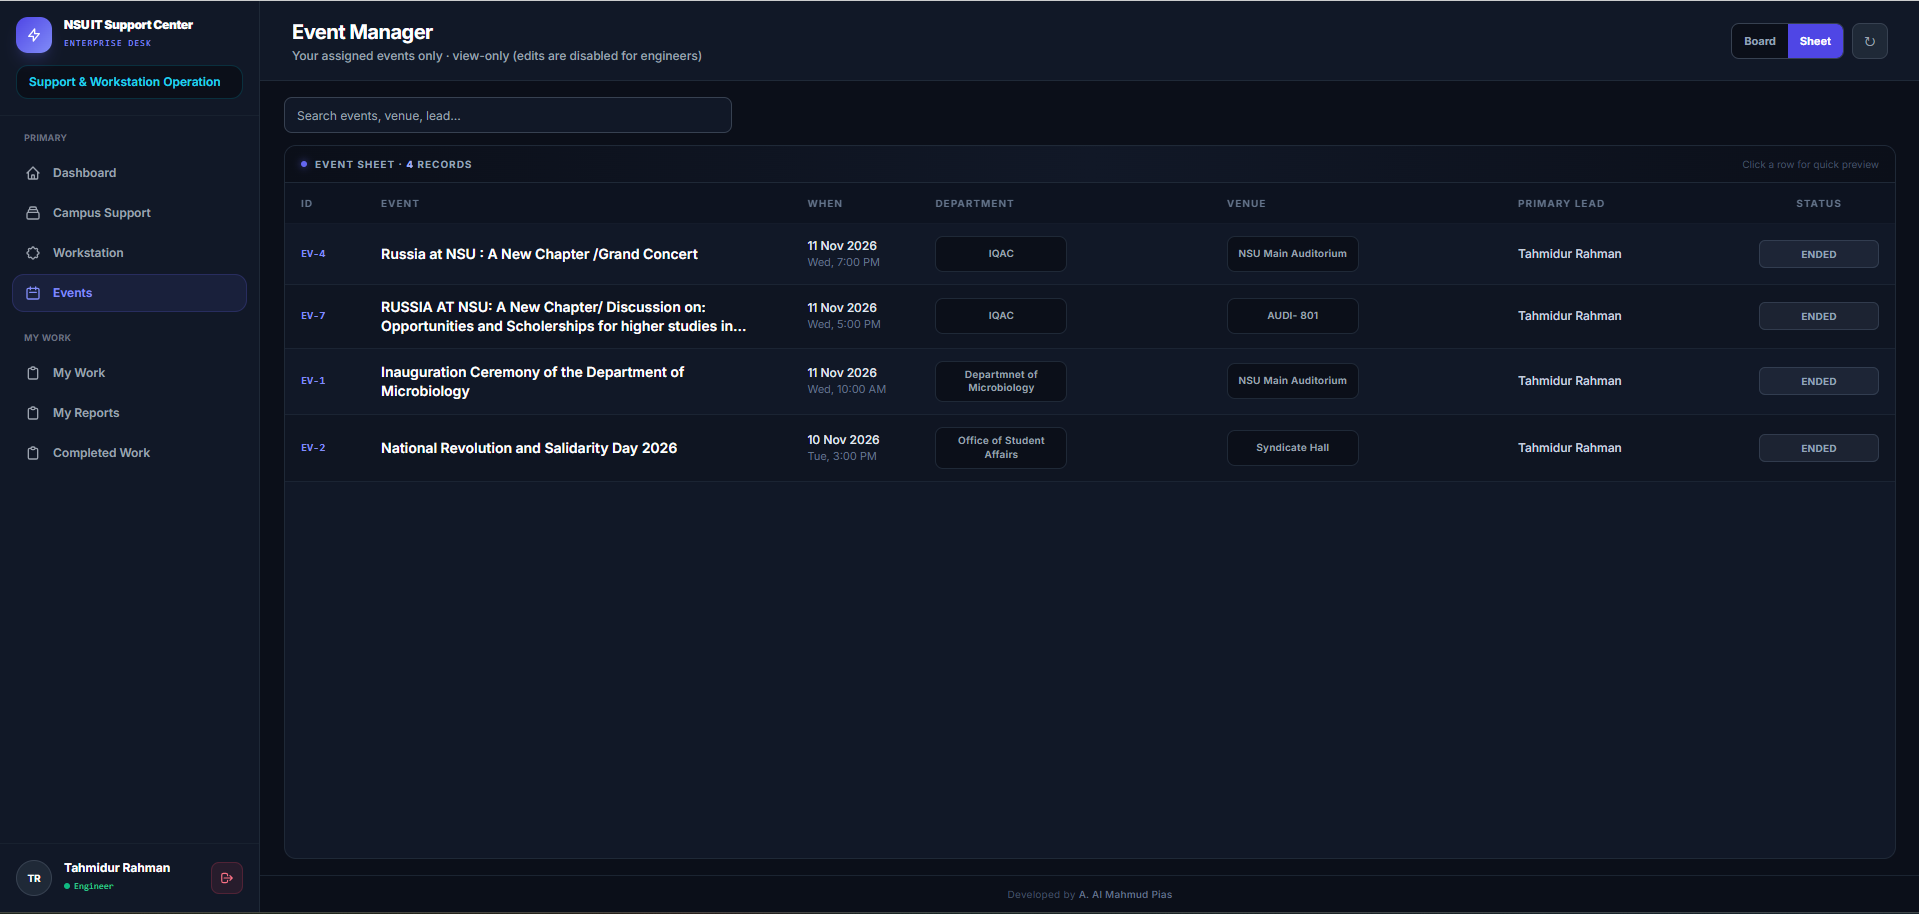 NSU IT Support Center
ENTERPRISE DESK
Support & Workstation Operation
PRIMARY
Dashboard
Campus Support
Workstation
Events
MY WORK
My Work
My Reports
Completed Work
TR
Tahmidur Rahman
Engineer
Event Manager
Your assigned events only · view-only (edits are disabled for engineers)
Board
Sheet
Search events, venue, lead...
EVENT SHEET · 4 RECORDS
Click a row for quick preview
ID EVENT WHEN DEPARTMENT VENUE PRIMARY LEAD STATUS
EV-4
Russia at NSU : A New Chapter /Grand Concert
11 Nov 2026
Wed, 7:00 PM
IQAC
NSU Main Auditorium
Tahmidur Rahman
ENDED
EV-7
RUSSIA AT NSU: A New Chapter/ Discussion on:
Opportunities and Scholerships for higher studies in...
11 Nov 2026
Wed, 5:00 PM
IQAC
AUDI- 801
Tahmidur Rahman
ENDED
EV-1
Inauguration Ceremony of the Department of
Microbiology
11 Nov 2026
Wed, 10:00 AM
Departmnet of
Microbiology
NSU Main Auditorium
Tahmidur Rahman
ENDED
EV-2
National Revolution and Salidarity Day 2026
10 Nov 2026
Tue, 3:00 PM
Office of Student
Affairs
Syndicate Hall
Tahmidur Rahman
ENDED
Developed by A. Al Mahmud Pias